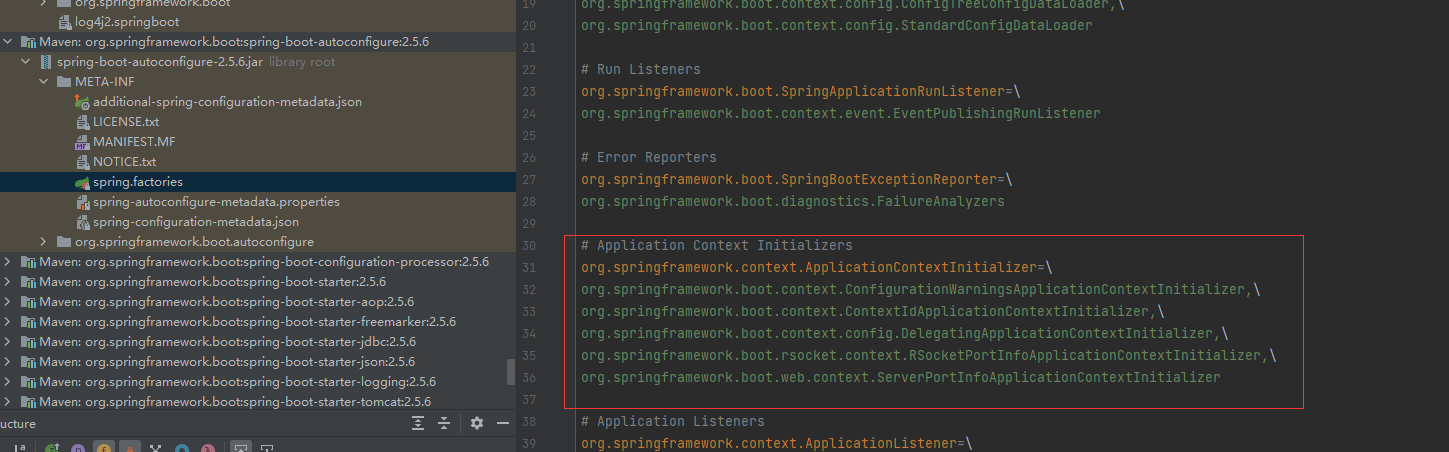 org.springframework.boot
log4j2.springboot
Maven: org.springframework.boot:spring-boot-autoconfigure:2.5.6
spring-boot-autoconfigure-2.5.6.jar library root
META-INF
additional-spring-configuration-metadata.json
LICENSE.txt
MANIFEST.MF
NOTICE.txt
spring.factories
spring-autoconfigure-metadata.properties
spring-configuration-metadata.json
org.springframework.boot.autoconfigure
Maven: org.springframework.boot:spring-boot-configuration-processor:2.5.6
Maven: org.springframework.boot:spring-boot-starter:2.5.6
Maven: org.springframework.boot:spring-boot-starter-aop:2.5.6
Maven: org.springframework.boot:spring-boot-starter-freemarker:2.5.6
Maven: org.springframework.boot:spring-boot-starter-jdbc:2.5.6
Maven: org.springframework.boot:spring-boot-starter-json:2.5.6
Maven: org.springframework.boot:spring-boot-starter-logging:2.5.6
Maven: org.springframework.boot:spring-boot-starter-tomcat:2.5.6
ucture
19 org.springframework.boot.context.config.ConfigTreeConfigDataLoader,\
20 org.springframework.boot.context.config.StandardConfigDataLoader
21
22 # Run Listeners
23 org.springframework.boot.SpringApplicationRunListener=\
24 org.springframework.boot.context.event.EventPublishingRunListener
25
26 # Error Reporters
27 org.springframework.boot.SpringBootExceptionReporter=\
28 org.springframework.boot.diagnostics.FailureAnalyzers
29
30 # Application Context Initializers
31 org.springframework.context.ApplicationContextInitializer=\
32 org.springframework.boot.context.ConfigurationWarningsApplicationContextInitializer,\
33 org.springframework.boot.context.ContextIdApplicationContextInitializer,\
34 org.springframework.boot.context.config.DelegatingApplicationContextInitializer,\
35 org.springframework.boot.rsocket.context.RSocketPortInfoApplicationContextInitializer,\
36 org.springframework.boot.web.context.ServerPortInfoApplicationContextInitializer
37
38 # Application Listeners
39 org.springframework.context.ApplicationListener=\